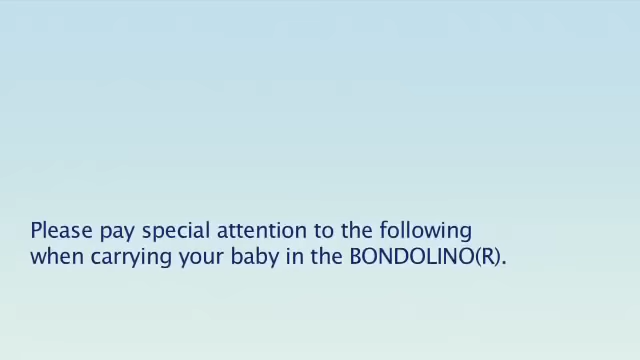 Please pay special attention to the following
when carrying your baby in the BONDOLINO(R).